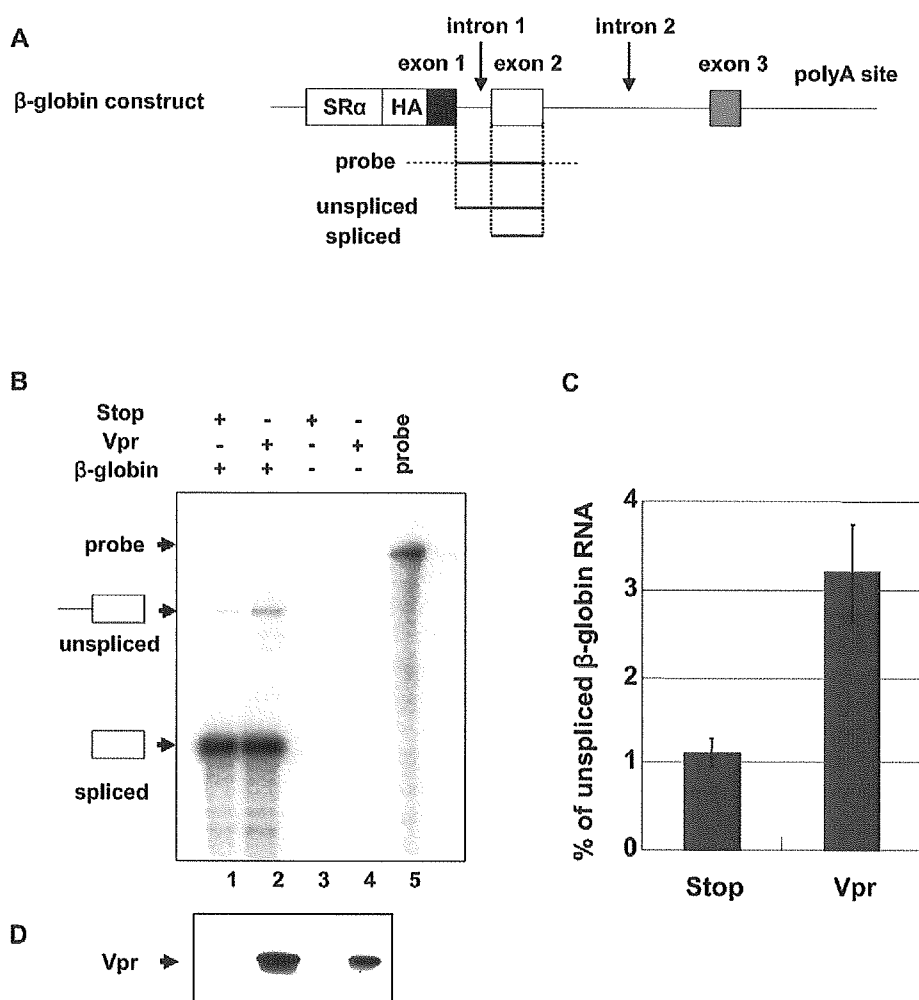 A
intron 1
intron 2
exon 1
exon 2
exon 3
polyA site
β-globin construct
SRα
HA
probe
unspliced
spliced
B
Stop + - + -
Vpr - + - +
β-globin + + - -
probe
probe
unspliced
spliced
1 2 3 4 5
C
% of unspliced β-globin RNA
4
3
2
1
0
Stop
Vpr
D
Vpr